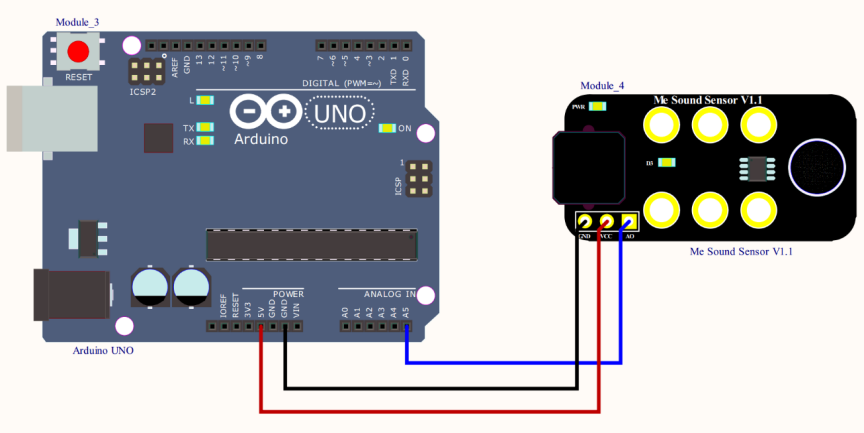 Module_3
RESET
ICSP2
AREF
GND
13
12
~11
~10
~9
8
7
~6
~5
4
~3
2
TXD 1
RXD 0
DIGITAL (PWM=~)
L
TX
RX
UNO
Arduino
ON
1
ICSP
POWER
ANALOG IN
IOREF
RESET
3V3
5V
GND
GND
VIN
A0
A1
A2
A3
A4
A5
Arduino UNO
Module_4
PWR
Me Sound Sensor V1.1
GND
VCC
AO
Me Sound Sensor V1.1